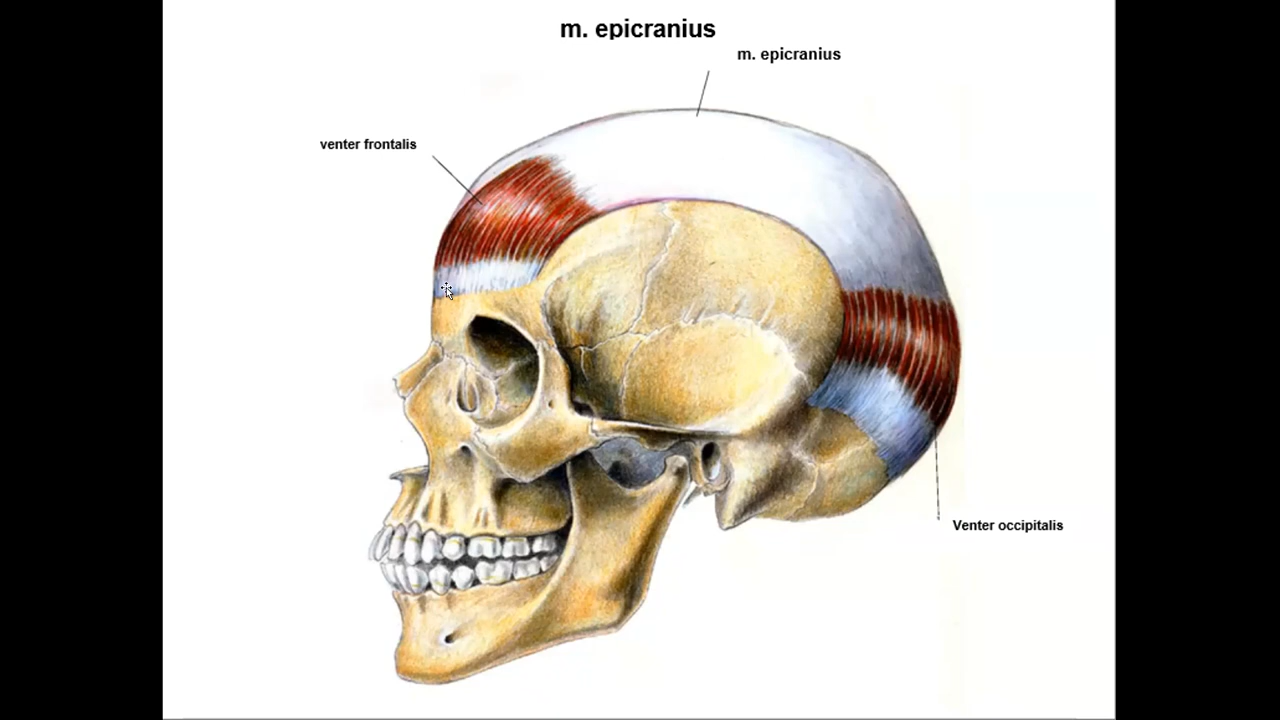 m. epicranius
m. epicranius
venter frontalis
Venter occipitalis